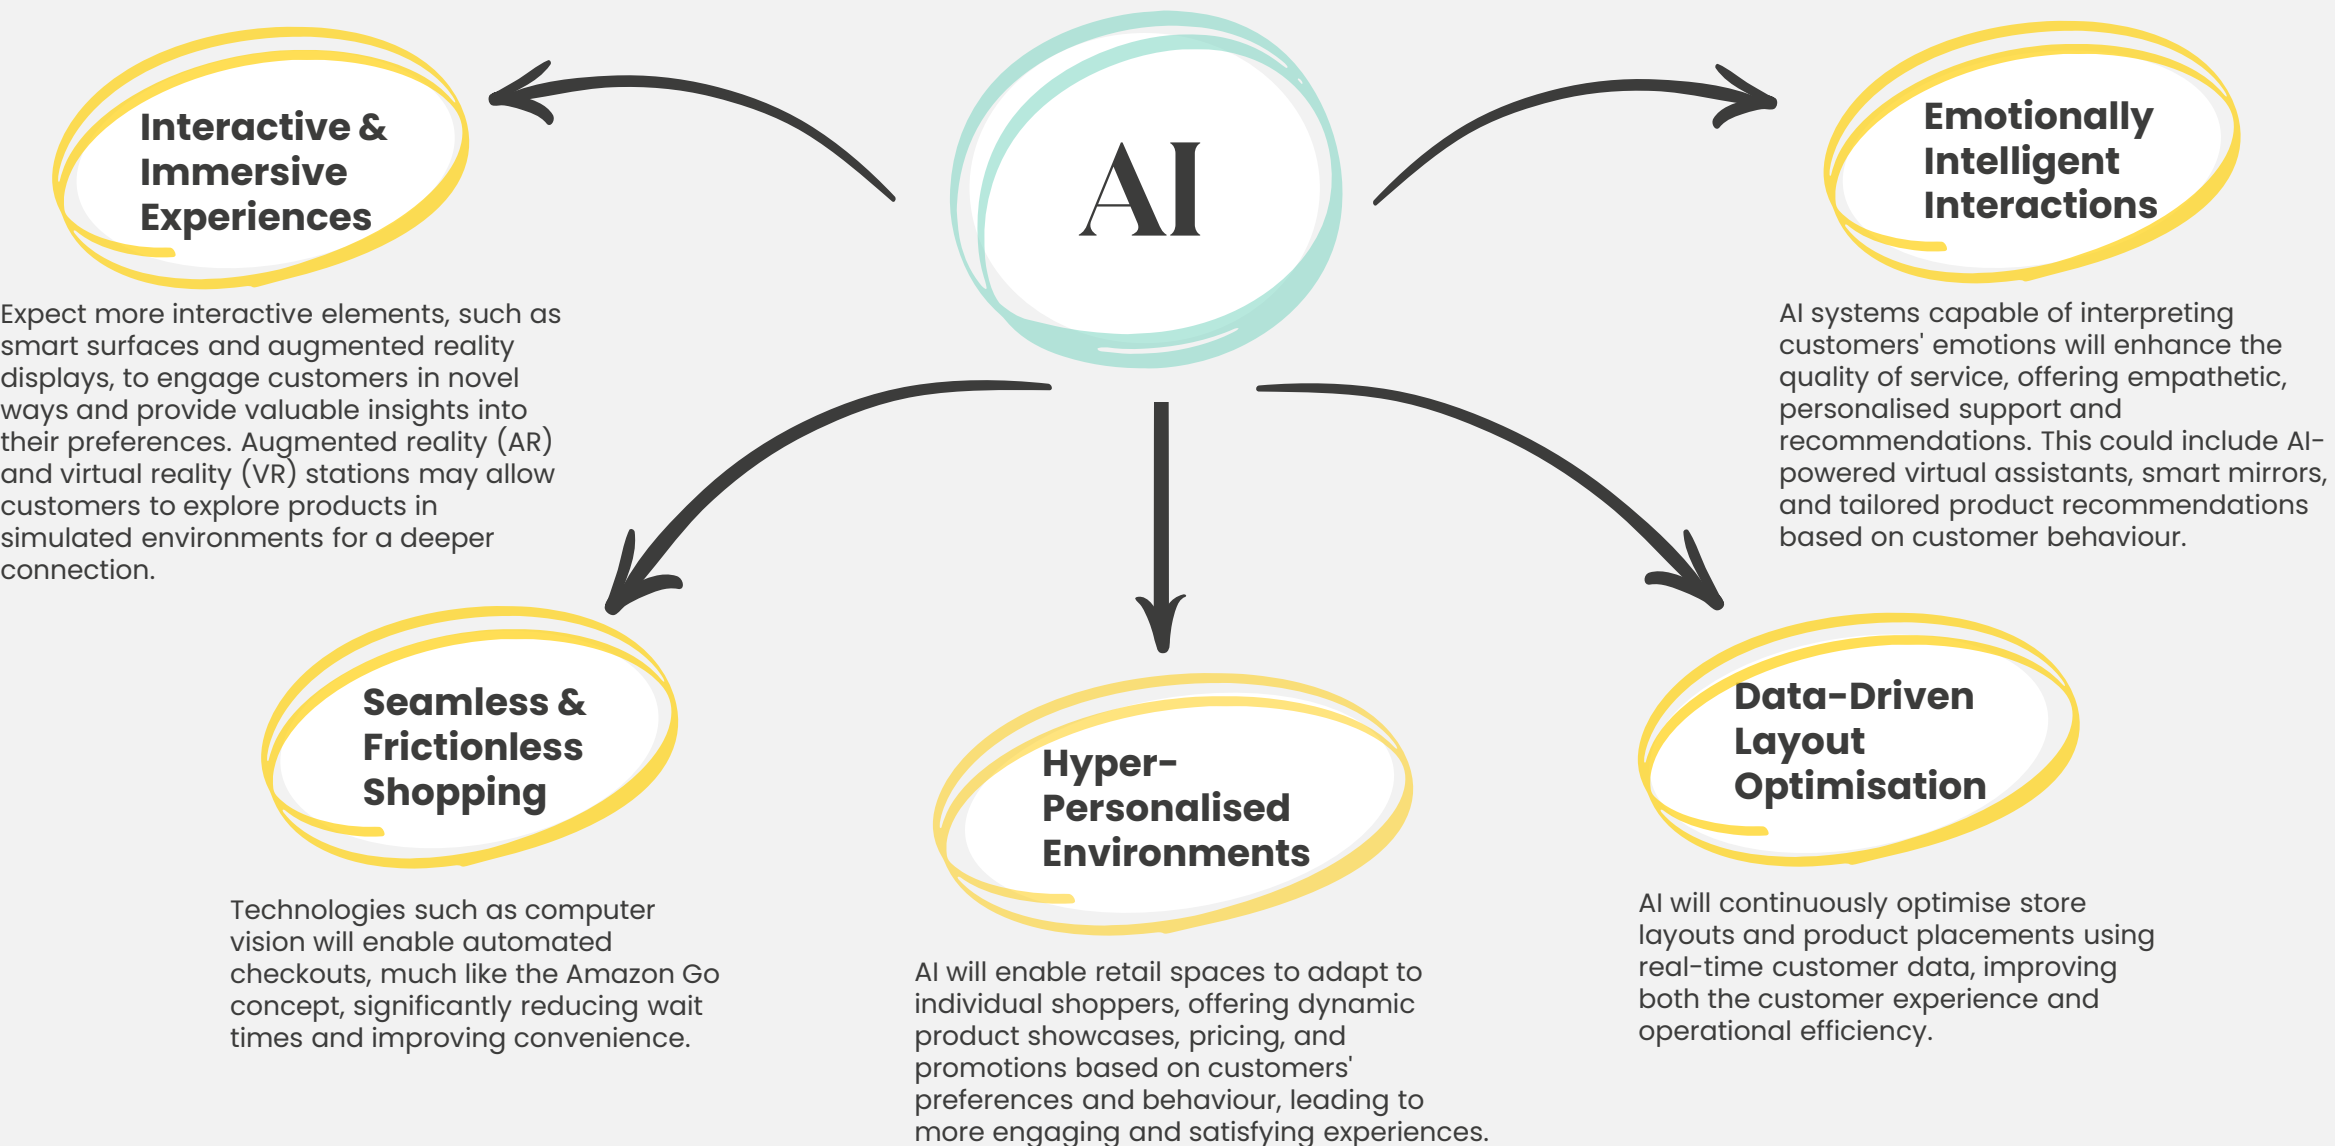 AI
Interactive &
Immersive
Experiences
Expect more interactive elements, such as
smart surfaces and augmented reality
displays, to engage customers in novel
ways and provide valuable insights into
their preferences. Augmented reality (AR)
and virtual reality (VR) stations may allow
customers to explore products in
simulated environments for a deeper
connection.
Emotionally
Intelligent
Interactions
AI systems capable of interpreting
customers' emotions will enhance the
quality of service, offering empathetic,
personalised support and
recommendations. This could include AI-
powered virtual assistants, smart mirrors,
and tailored product recommendations
based on customer behaviour.
Seamless &
Frictionless
Shopping
Technologies such as computer
vision will enable automated
checkouts, much like the Amazon Go
concept, significantly reducing wait
times and improving convenience.
Hyper-
Personalised
Environments
AI will enable retail spaces to adapt to
individual shoppers, offering dynamic
product showcases, pricing, and
promotions based on customers'
preferences and behaviour, leading to
more engaging and satisfying experiences.
Data-Driven
Layout
Optimisation
AI will continuously optimise store
layouts and product placements using
real-time customer data, improving
both the customer experience and
operational efficiency.